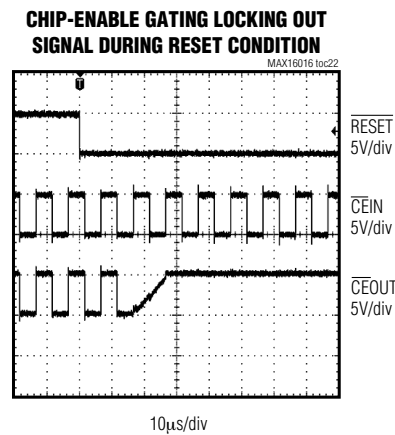 CHIP-ENABLE GATING LOCKING OUT
SIGNAL DURING RESET CONDITION
MAX16016 toc22
T
RESET
5V/div
CEIN
5V/div
CEOUT
5V/div
10µs/div